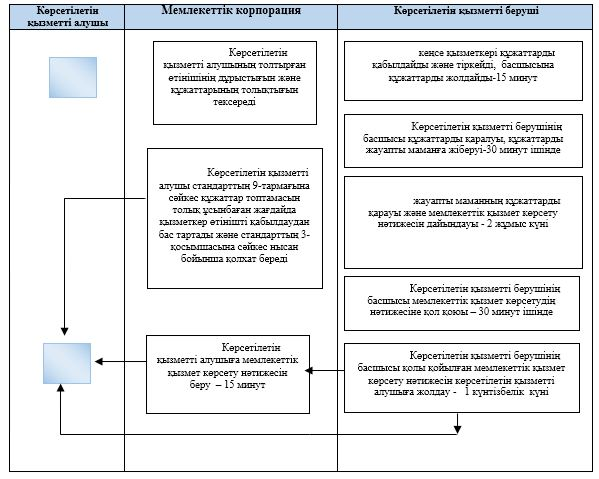 Көрсетілетін
қызметті алушы
Мемлекеттік корпорация
Көрсетілетін қызметті беруші
Көрсетілетін
қызметті алушының толтырған
өтінішінің дұрыстығын және
құжаттарының толықтығын
тексереді
Көрсетілетін қызметті
алушы стандарттың 9-тармағына
сәйкес құжаттар топтамасын
толық ұсынбаған жағдайда
қызметкер өтінішті қабылдаудан
бас тартады және стандарттың 3-
қосымшасына сәйкес нысан
бойынша қолхат береді
Көрсетілетін
қызметті алушыға мемлекеттік
қызмет көрсету нәтижесін
беру – 15 минут
кеңсе қызметкері құжаттарды
қабылдайды және тіркейді, басшысына
құжаттарды жолдайды-15 минут
Көрсетілетін қызметті берушінің
басшысы құжаттарды қаралуы, құжаттарды
жауапты маманға жіберуі-30 минут ішінде
жауапты маманның құжаттарды
қарауы және мемлекеттік қызмет көрсету
нәтижесін дайындауы - 2 жұмыс күні
Көрсетілетін қызметті берушінің
басшысы мемлекеттік қызмет көрсетудің
нәтижесіне қол қоюы – 30 минут ішінде
Көрсетілетін қызметті берушінің
басшысы қолы қойылған мемлекеттік қызмет
көрсету нәтижесін көрсетілетін қызметті
алушыға жолдау - 1 күнтізбелік күні